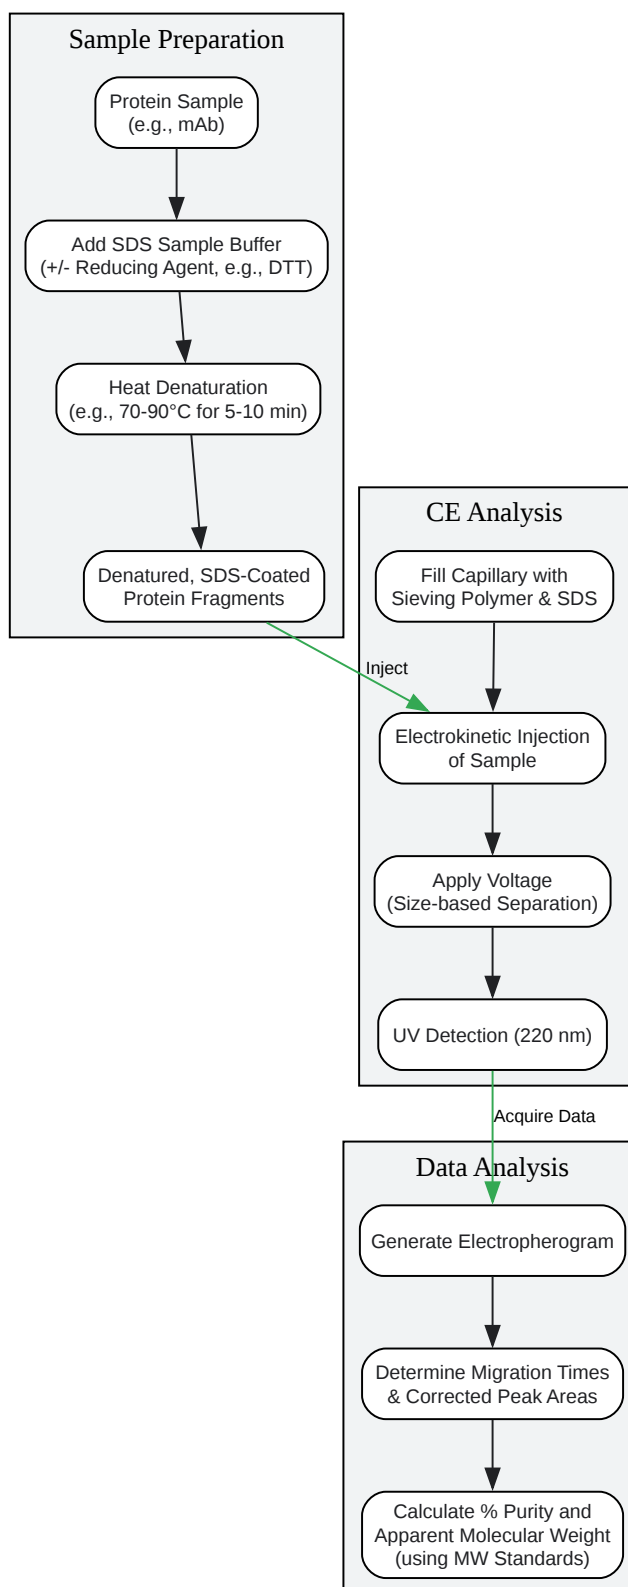 Sample Preparation
Protein Sample
(e.g., mAb)
Add SDS Sample Buffer
(+/- Reducing Agent, e.g., DTT)
Heat Denaturation
(e.g., 70-90°C for 5-10 min)
Denatured, SDS-Coated
Protein Fragments
Inject
CE Analysis
Fill Capillary with
Sieving Polymer & SDS
Electrokinetic Injection
of Sample
Apply Voltage
(Size-based Separation)
UV Detection (220 nm)
Acquire Data
Data Analysis
Generate Electropherogram
Determine Migration Times
& Corrected Peak Areas
Calculate % Purity and
Apparent Molecular Weight
(using MW Standards)